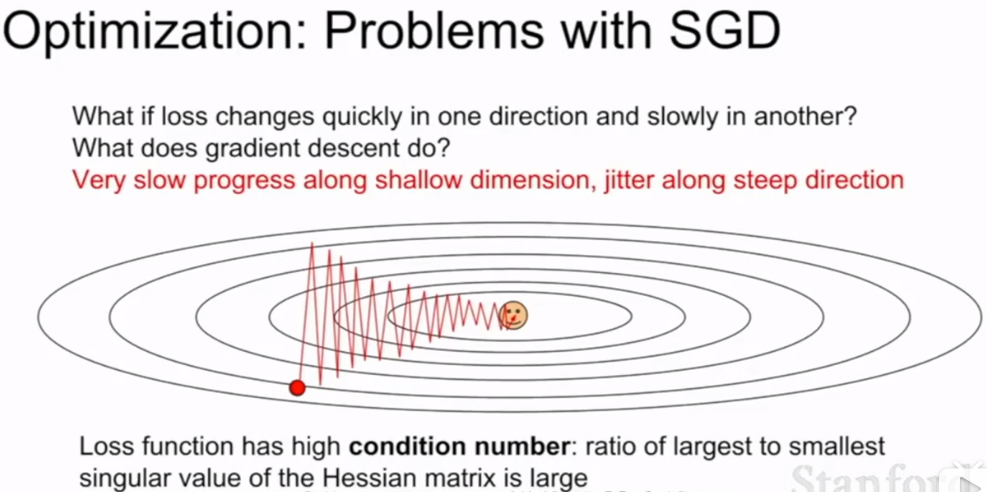 Optimization: Problems with SGD
What if loss changes quickly in one direction and slowly in another?
What does gradient descent do?
Very slow progress along shallow dimension, jitter along steep direction
Loss function has high condition number: ratio of largest to smallest
singular value of the Hessian matrix is large
Stanford